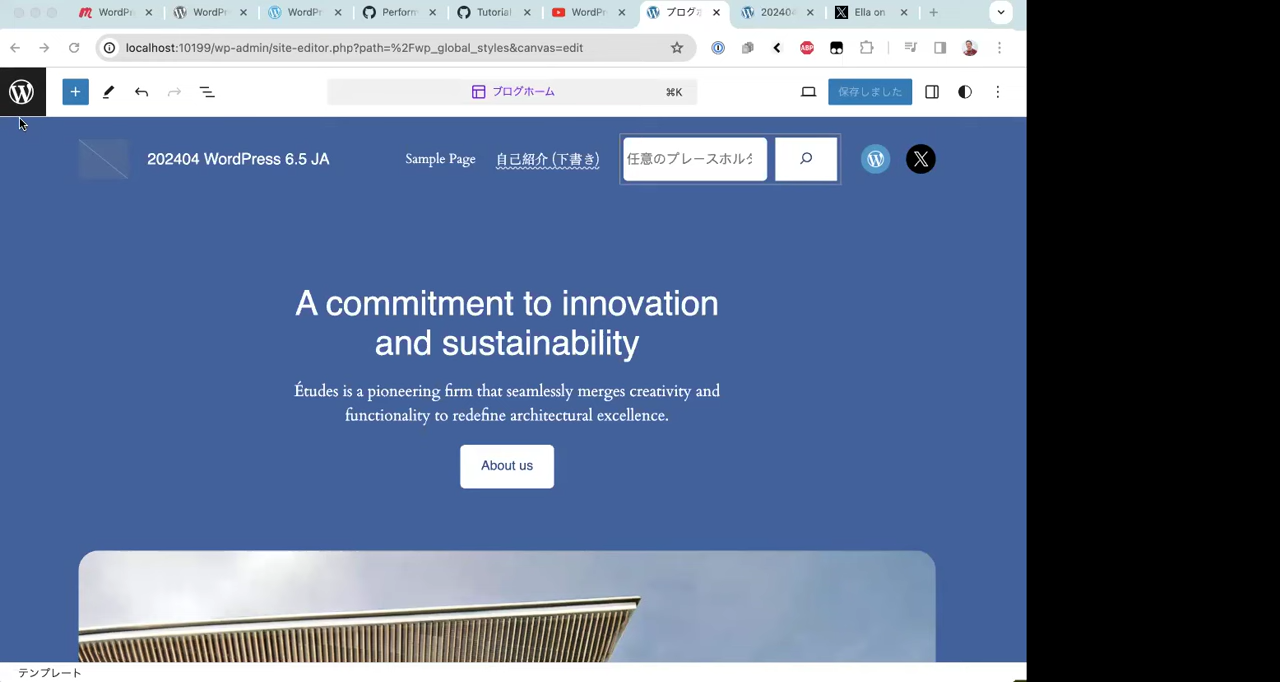 WordPr
WordPr
WordPr
Perform
Tutorial
WordPr
ブログホ
202404
Ella on
localhost:10199/wp-admin/site-editor.php?path=%2Fwp_global_styles&canvas=edit
ABP
ブログホーム
⌘K
保存しました
202404 WordPress 6.5 JA
Sample Page
自己紹介 (下書き)
任意のプレースホルダ
A commitment to innovation
and sustainability
Études is a pioneering firm that seamlessly merges creativity and
functionality to redefine architectural excellence.
About us
テンプレート